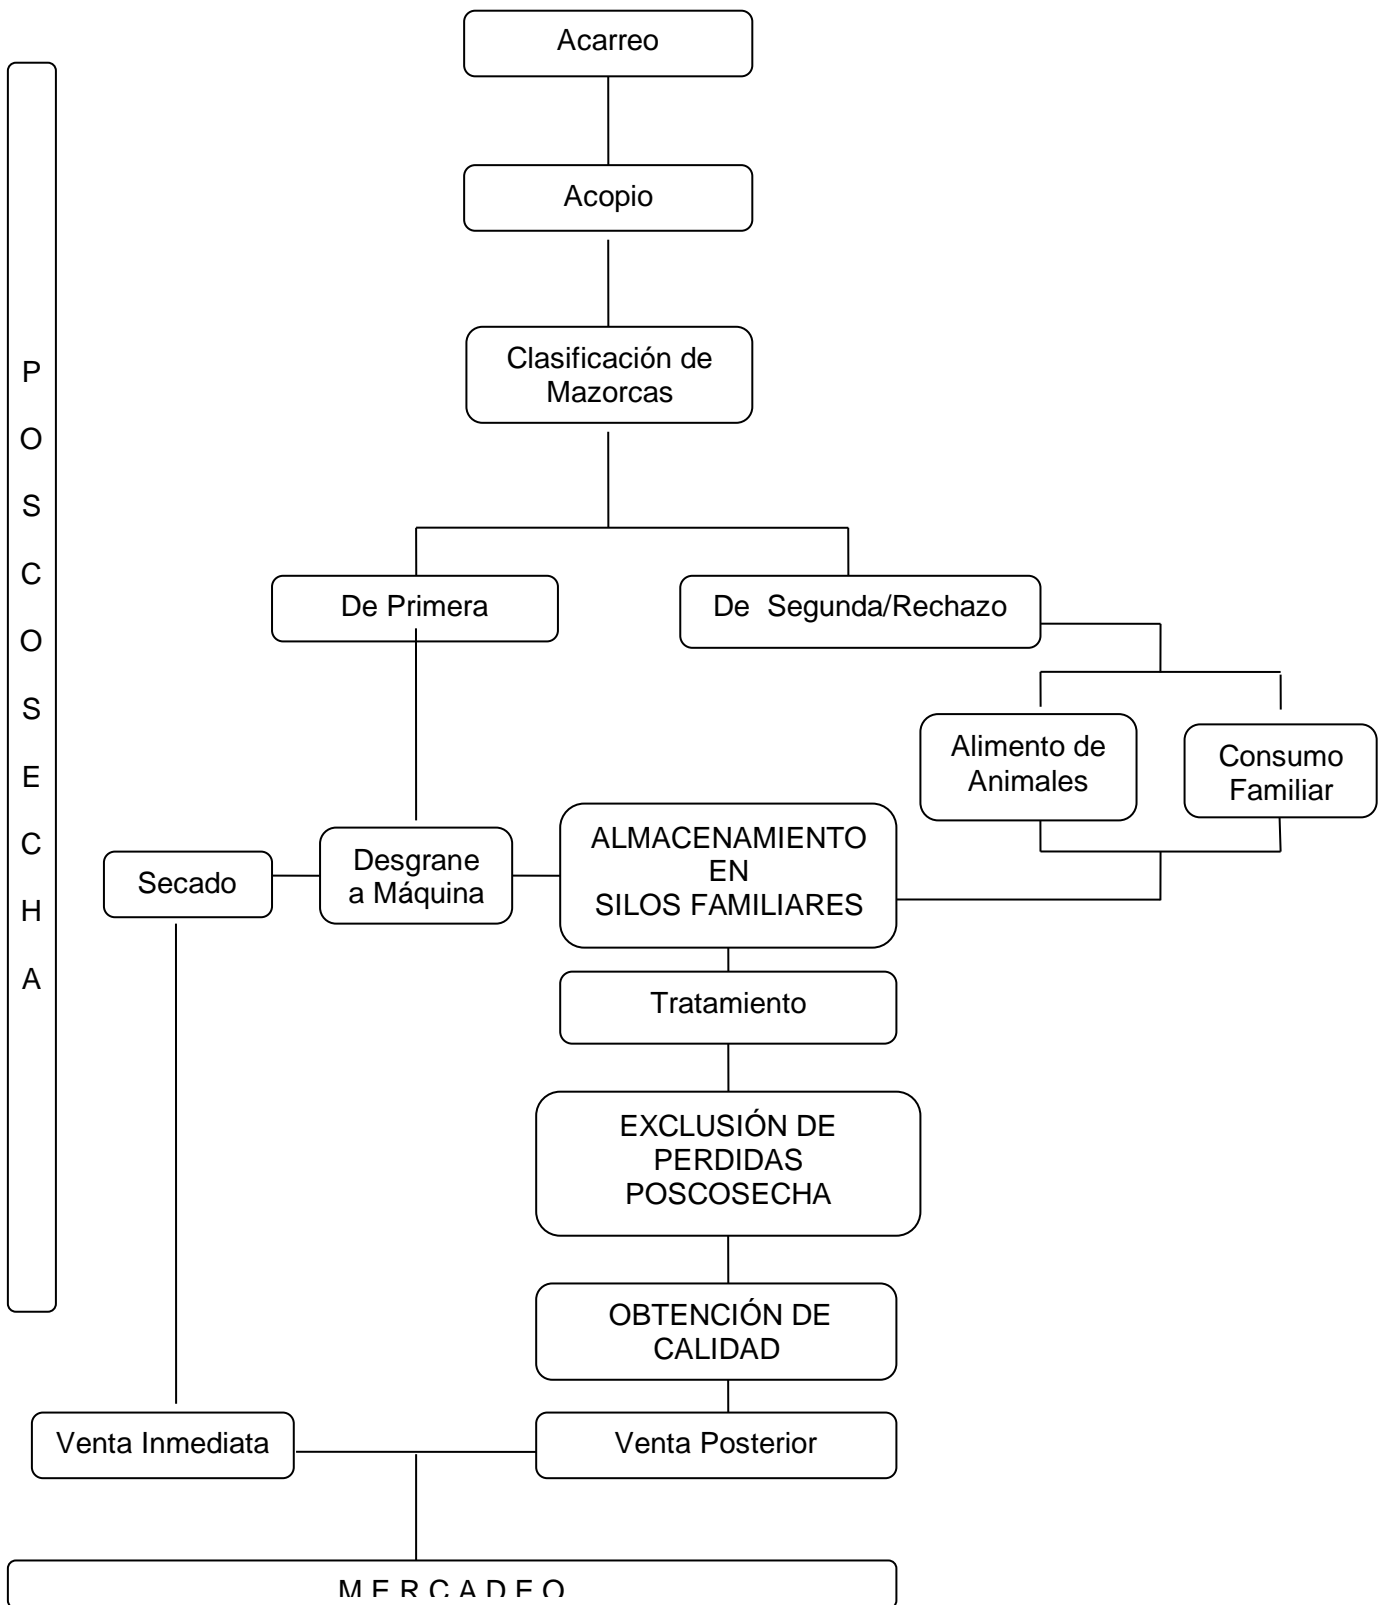 Acarreo
Acopio
Clasificación de
Mazorcas
P
O
S
C
O
S
E
C
H
A
De Primera
De Segunda/Rechazo
Alimento de
Animales
Consumo
Familiar
Secado
Desgrane
a Máquina
ALMACENAMIENTO
EN
SILOS FAMILIARES
Tratamiento
EXCLUSIÓN DE
PERDIDAS
POSCOSECHA
OBTENCIÓN DE
CALIDAD
Venta Inmediata
Venta Posterior
M E R C A D E O